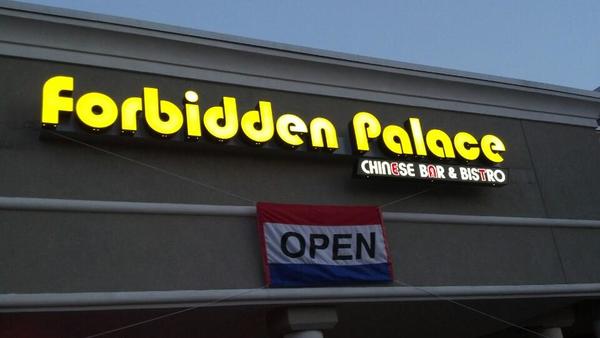 Forbidden Palace
CHINESE BAR & BISTRO
OPEN